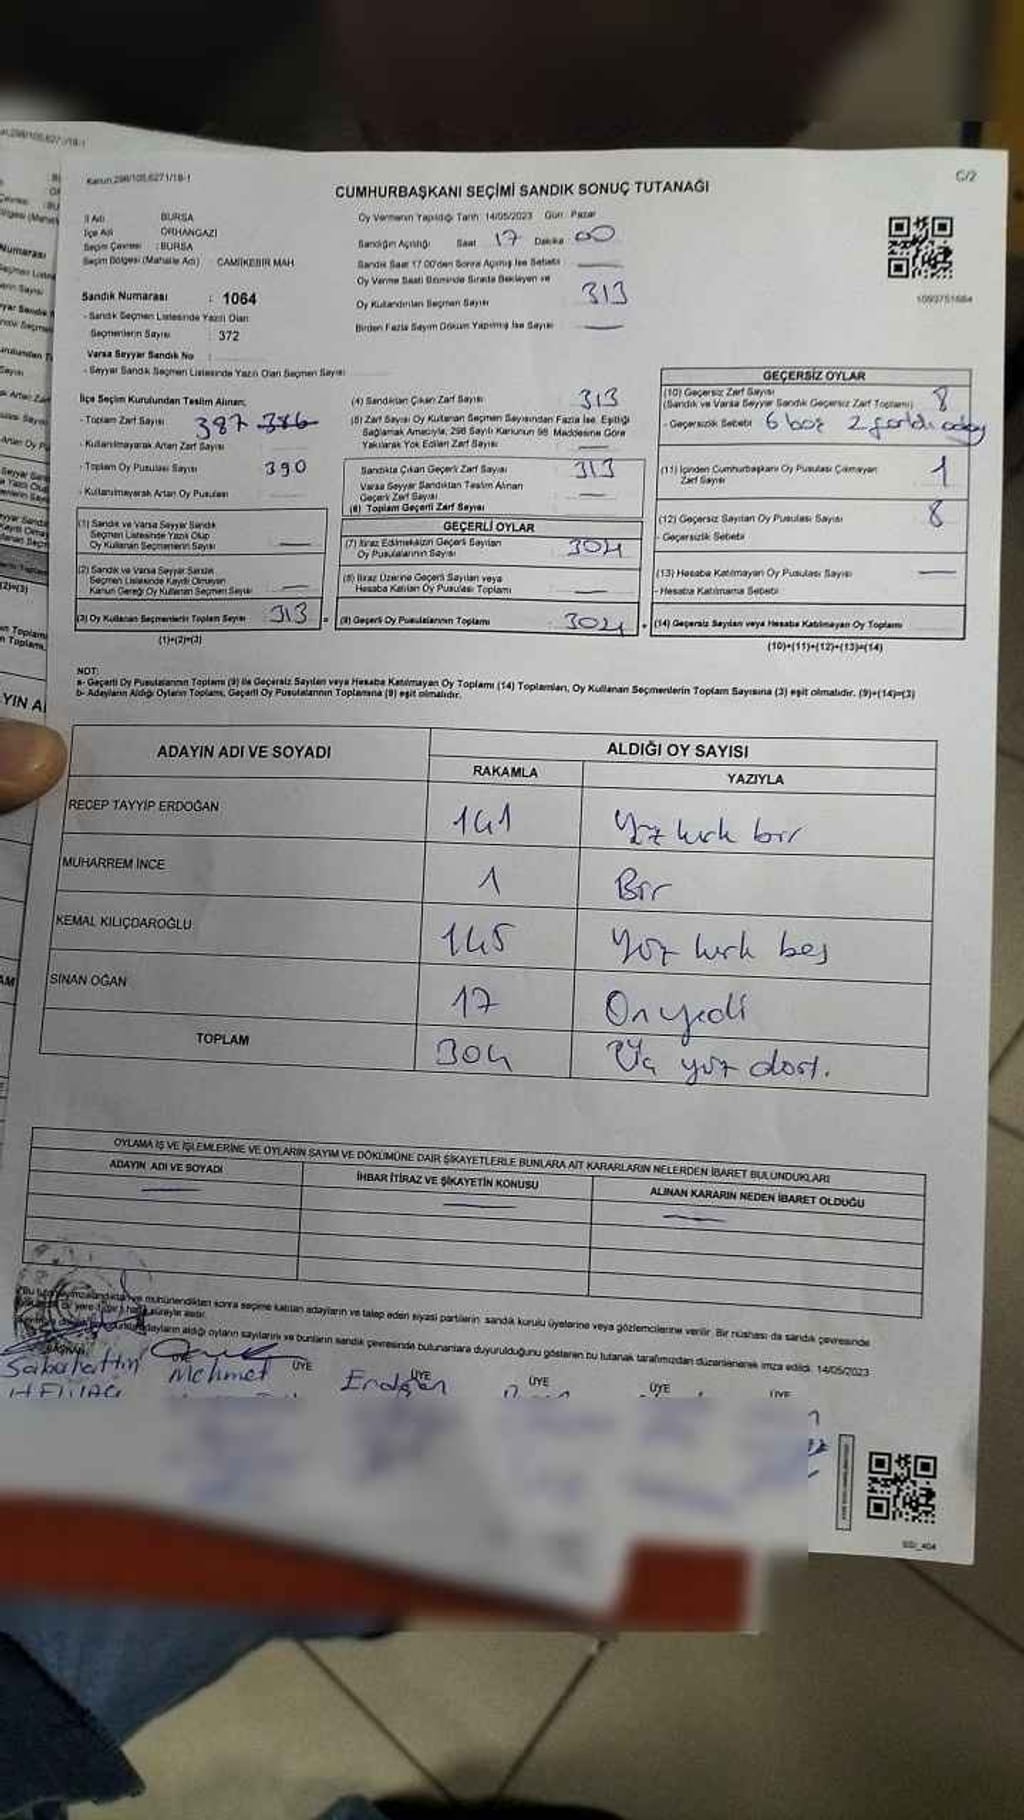 Kanun:298/105,6271/18-1
C/2
CUMHURBAŞKANI SEÇİMİ SANDIK SONUÇ TUTANAĞI
İl Adı BURSA
İlçe Adı ORHANGAZI
Seçim Çevresi : BURSA
Seçim Bölgesi (Mahalle Adı) CAMİİKEBİR MAH
Sandık Numarası : 1064
- Sandık Seçmen Listesinde Yazılı Olan
Seçmenlerin Sayısı : 372
Varsa Seyyar Sandık No :
- Seyyar Sandık Seçmen Listesinde Yazılı Olan Seçmen Sayısı
Oy Vermenin Yapıldığı Tarih 14/05/2023 Gün Pazar
Sandığın Açıldığı Saat 17 Dakika 00
Sandık Saat 17.00'den Sonra Açılmış İse Sebebi
Oy Verme Saati Bitiminde Sırada Bekleyen ve
Oy Kullandırılan Seçmen Sayısı 313
Birden Fazla Sayım Döküm Yapılmış İse Sayısı
1093751684
İlçe Seçim Kurulundan Teslim Alınan;
- Toplam Zarf Sayısı 387 386
- Kullanılmayarak Artan Zarf Sayısı
- Toplam Oy Pusulası Sayısı 390
- Kullanılmayarak Artan Oy Pusulası
(1) Sandık ve Varsa Seyyar Sandık
Seçmen Listesinde Yazılı Olup
Oy Kullanan Seçmenlerin Sayısı
(2) Sandık ve Varsa Seyyar Sandık
Seçmen Listesinde Kaydı Olmayan
Kanun Gereği Oy Kullanan Seçmen Sayısı
(3) Oy Kullanan Seçmenlerin Toplam Sayısı 313 =
(1)+(2)=(3)
(4) Sandıktan Çıkan Zarf Sayısı 313
(5) Zarf Sayısı Oy Kullanan Seçmen Sayısından Fazla İse, Eşitliği
Sağlamak Amacıyla, 298 Sayılı Kanunun 98. Maddesine Göre
Yakılarak Yok Edilen Zarf Sayısı
Sandıkta Çıkan Geçerli Zarf Sayısı 313
Varsa Seyyar Sandıktan Teslim Alınan
Geçerli Zarf Sayısı
(6) Toplam Geçerli Zarf Sayısı
GEÇERLİ OYLAR
(7) İtiraz Edilmeksizin Geçerli Sayılan
Oy Pusulalarının Sayısı 304
(8) İtiraz Üzerine Geçerli Sayılan veya
Hesaba Katılan Oy Pusulası Toplamı
(9) Geçerli Oy Pusulalarının Toplamı 304 +
GEÇERSİZ OYLAR
(10) Geçersiz Zarf Sayısı
(Sandık ve Varsa Seyyar Sandık Geçersiz Zarf Toplamı) 8
- Geçersizlik Sebebi 6 boş 2
(11) İçinden Cumhurbaşkanı Oy Pusulası Çıkmayan
Zarf Sayısı 1
(12) Geçersiz Sayılan Oy Pusulası Sayısı 8
- Geçersizlik Sebebi
(13) Hesaba Katılmayan Oy Pusulası Sayısı
- Hesaba Katılmama Sebebi
(14) Geçersiz Sayılan veya Hesaba Katılmayan Oy Toplamı
(10)+(11)+(12)+(13)=(14)
NOT:
a- Geçerli Oy Pusulasının Toplamı (9) ile Geçersiz Sayılan veya Hesaba Katılmayan Oy Toplamı (14) Toplamları, Oy Kullanan Seçmenlerin Toplam Sayısına (3) eşit olmalıdır. (9)+(14)=(3)
b- Adayların Aldığı Oyların Toplamı, Geçerli Oy Pusulalarının Toplamına (9) eşit olmalıdır.
ADAYIN ADI VE SOYADI
ALDIĞI OY SAYISI
RAKAMLA YAZIYLA
RECEP TAYYİP ERDOĞAN 141 Yüz kırk bir
MUHARREM İNCE 1 Bir
KEMAL KILIÇDAROĞLU 145 Yüz kırk beş
SİNAN OĞAN 17 On yedi
TOPLAM 304 Üç yüz dört.
OYLAMA İŞ VE İŞLEMLERİNE VE OYLARIN SAYIM VE DÖKÜMÜNE DAİR ŞİKAYETLERLE BUNLARA AİT KARARLARIN NELERDEN İBARET BULUNDUKLARI
ADAYIN ADI VE SOYADI İHBAR İTİRAZ VE ŞİKAYETİN KONUSU ALINAN KARARIN NEDEN İBARET OLDUĞU
mühürlendikten sonra seçime katılan adayların ve talep eden siyasi partilerin sandık kurulu üyelerine veya gözlemcilerine verilir. Bir nüshası da sandık çevresinde
adayların aldığı oyların sayılarını ve bunların sandık çevresinde bulunanlara duyurulduğunu gösteren bu tutanak tarafımızdan düzenlenerek imza edildi. 14/05/2023
BAŞKAN ÜYE ÜYE ÜYE ÜYE ÜYE
Sabahattin Mehmet Erdoğan